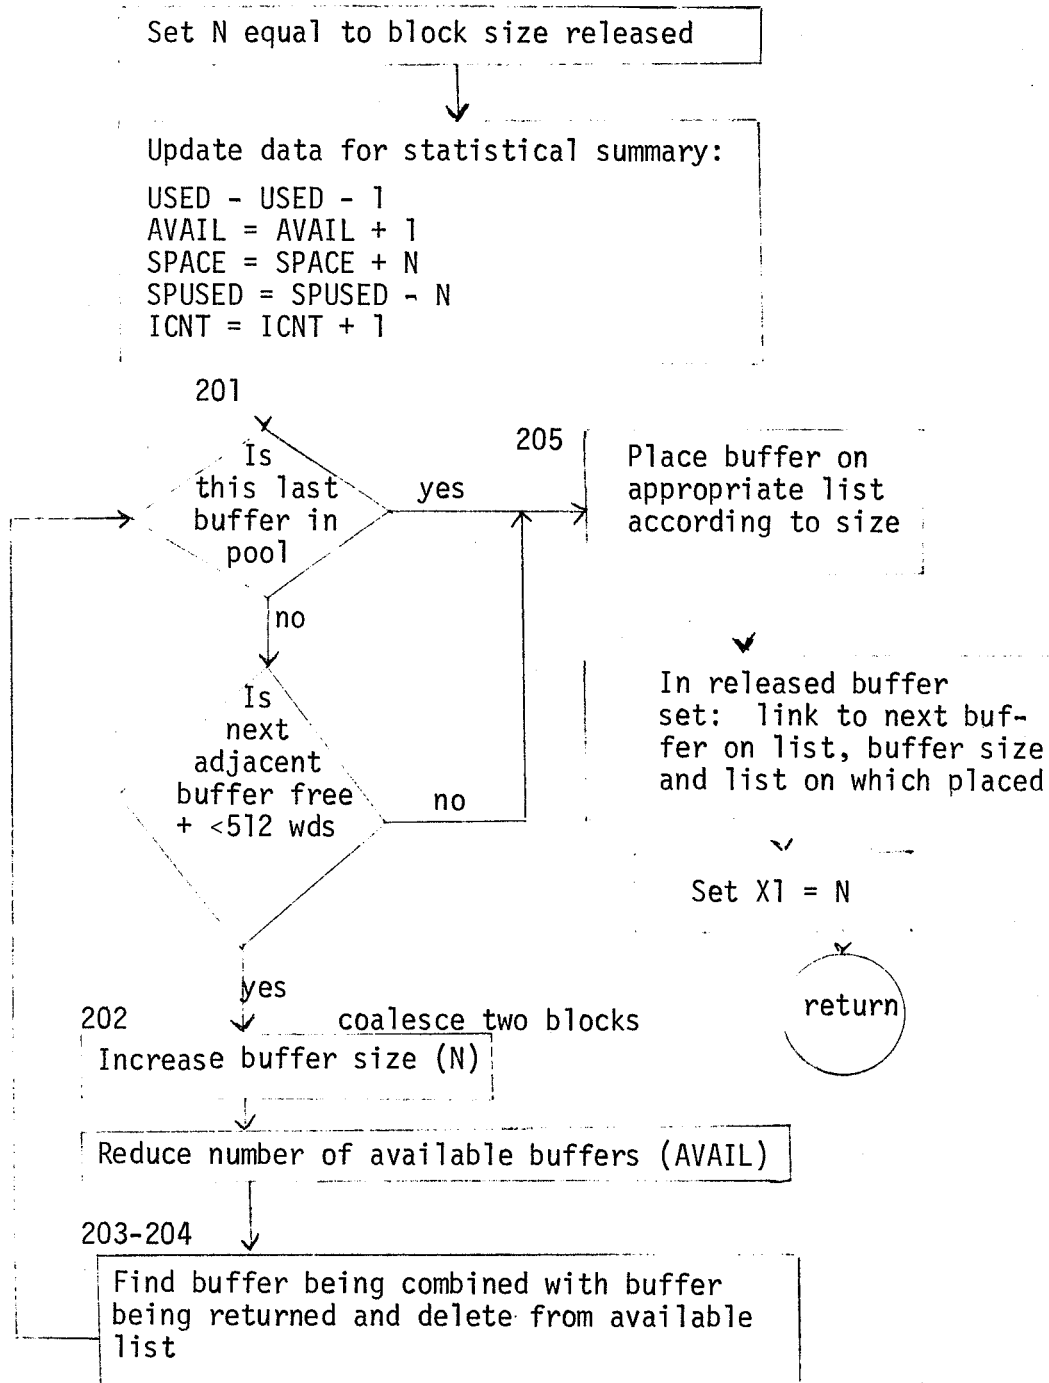 Set N equal to block size released
Update data for statistical summary:
USED - USED - 1
AVAIL = AVAIL + 1
SPACE = SPACE + N
SPUSED = SPUSED - N
ICNT = ICNT + 1
201
Is
this last
buffer in
pool
yes
no
205
Place buffer on
appropriate list
according to size
Is
next
adjacent
buffer free
+ <512 wds
no
yes
In released buffer
set: link to next buf-
fer on list, buffer size
and list on which placed
Set X1 = N
return
202
coalesce two blocks
Increase buffer size (N)
Reduce number of available buffers (AVAIL)
203-204
Find buffer being combined with buffer
being returned and delete from available
list